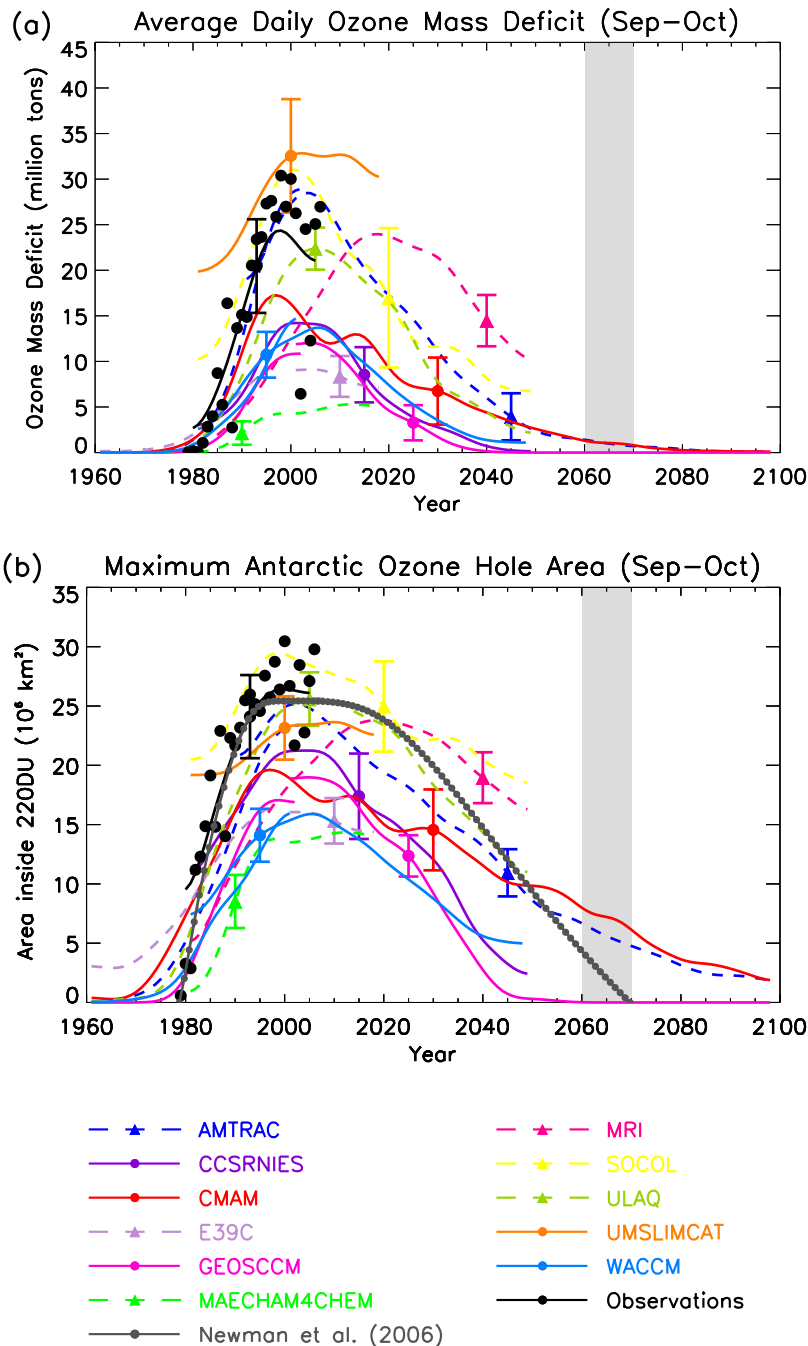 (a) Average Daily Ozone Mass Deficit (Sep-Oct)
Ozone Mass Deficit (million tons)
45
40
35
30
25
20
15
10
5
0
1960 1980 2000 2020 2040 2060 2080 2100
Year
(b) Maximum Antarctic Ozone Hole Area (Sep-Oct)
Area inside 220DU (10⁶ km²)
35
30
25
20
15
10
5
0
1960 1980 2000 2020 2040 2060 2080 2100
Year
AMTRAC MRI
CCSRNIES SOCOL
CMAM ULAQ
E39C UMSLIMCAT
GEOSCCM WACCM
MAECHAM4CHEM Observations
Newman et al. (2006)